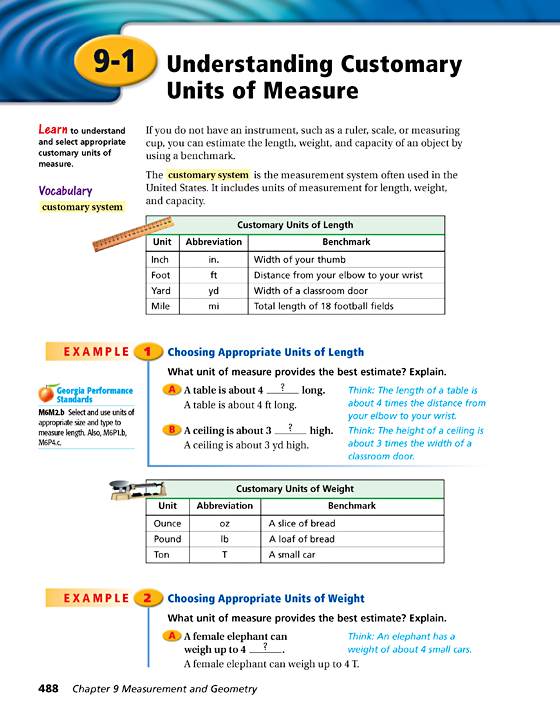 9-1
Understanding Customary
Units of Measure
Learn to understand
and select appropriate
customary units of
measure.
Vocabulary
customary system
If you do not have an instrument, such as a ruler, scale, or measuring
cup, you can estimate the length, weight, and capacity of an object by
using a benchmark.
The customary system is the measurement system often used in the
United States. It includes units of measurement for length, weight,
and capacity.
Customary Units of Length
Unit Abbreviation Benchmark
Inch in. Width of your thumb
Foot ft Distance from your elbow to your wrist
Yard yd Width of a classroom door
Mile mi Total length of 18 football fields
EXAMPLE 1 Choosing Appropriate Units of Length
What unit of measure provides the best estimate? Explain.
Georgia Performance
Standards
M6M2.b Select and use units of
appropriate size and type to
measure length. Also, M6P1.b,
M6P4.c.
A A table is about 4 __?__ long.
A table is about 4 ft long.
Think: The length of a table is
about 4 times the distance from
your elbow to your wrist.
B A ceiling is about 3 __?__ high.
A ceiling is about 3 yd high.
Think: The height of a ceiling is
about 3 times the width of a
classroom door.
Customary Units of Weight
Unit Abbreviation Benchmark
Ounce oz A slice of bread
Pound lb A loaf of bread
Ton T A small car
EXAMPLE 2 Choosing Appropriate Units of Weight
What unit of measure provides the best estimate? Explain.
A A female elephant can
weigh up to 4 __?__.
A female elephant can weigh up to 4 T.
Think: An elephant has a
weight of about 4 small cars.
488 Chapter 9 Measurement and Geometry